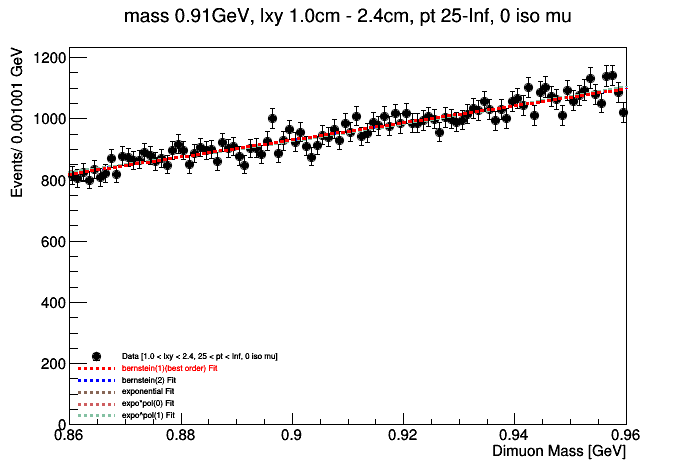 mass 0.91GeV, lxy 1.0cm - 2.4cm, pt 25-Inf, 0 iso mu
Events/ 0.001001 GeV
1200
1000
800
600
400
200
0
Data [1.0 < lxy < 2.4, 25 < pt < Inf, 0 iso mu]
bernstein(1)(best order) Fit
bernstein(2) Fit
exponential Fit
expo*pol(0) Fit
expo^pol(1) Fit
0.86 0.88 0.9 0.92 0.94 0.96
Dimuon Mass [GeV]